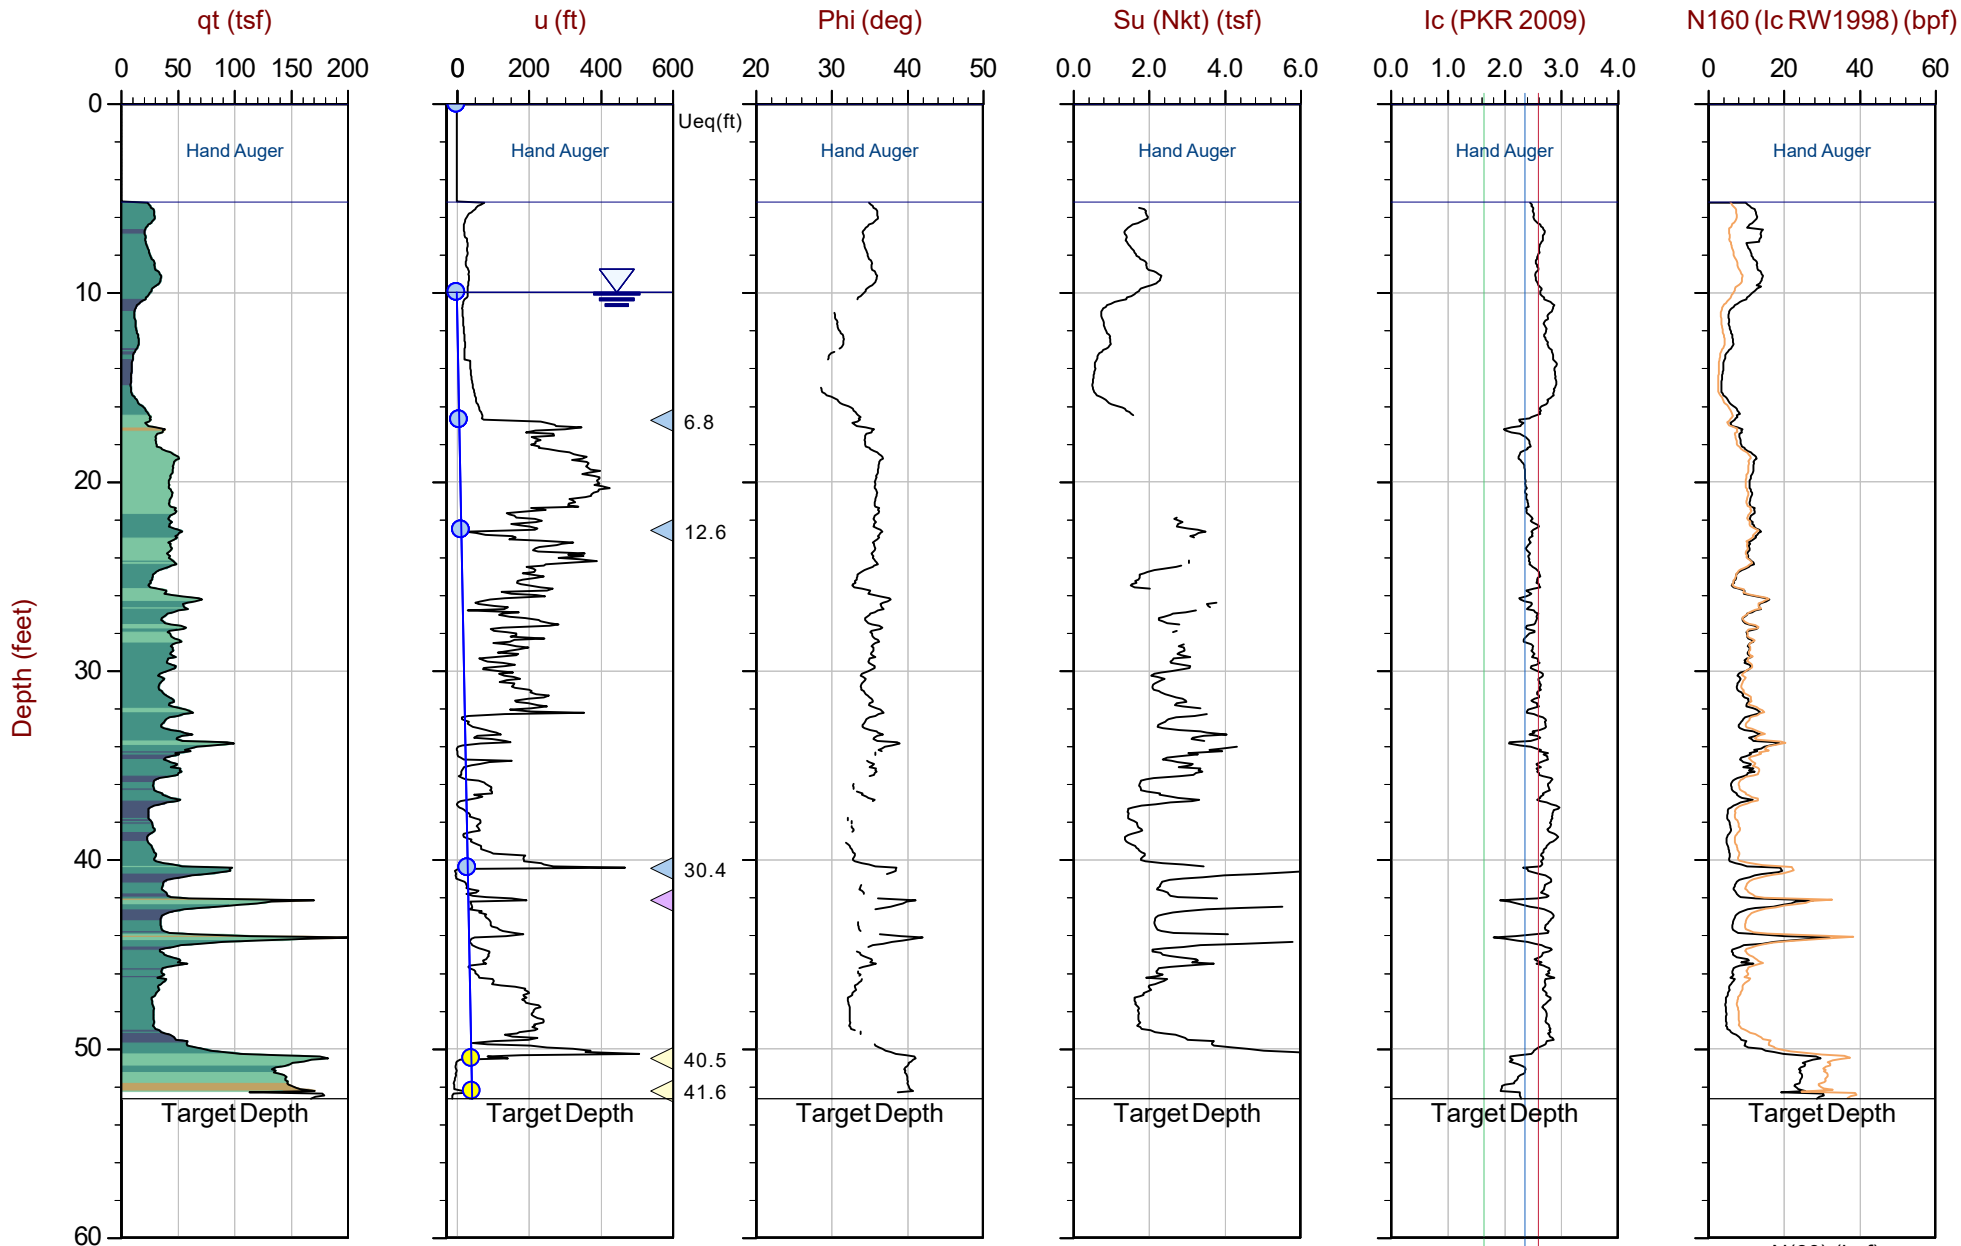 qt (tsf) u (ft) Phi (deg) Su (Nkt) (tsf) Ic (PKR 2009) N160 (Ic RW1998) (bpf)
0 50 100 150 200 0 200 400 600 20 30 40 50 0.0 2.0 4.0 6.0 0.0 1.0 2.0 3.0 4.0 0 20 40 60
0
Ueq(ft)
Hand Auger Hand Auger Hand Auger Hand Auger Hand Auger Hand Auger
10
6.8
20
12.6
30
Depth (feet)
40
30.4
50
40.5
41.6
Target Depth Target Depth Target Depth Target Depth Target Depth Target Depth
60